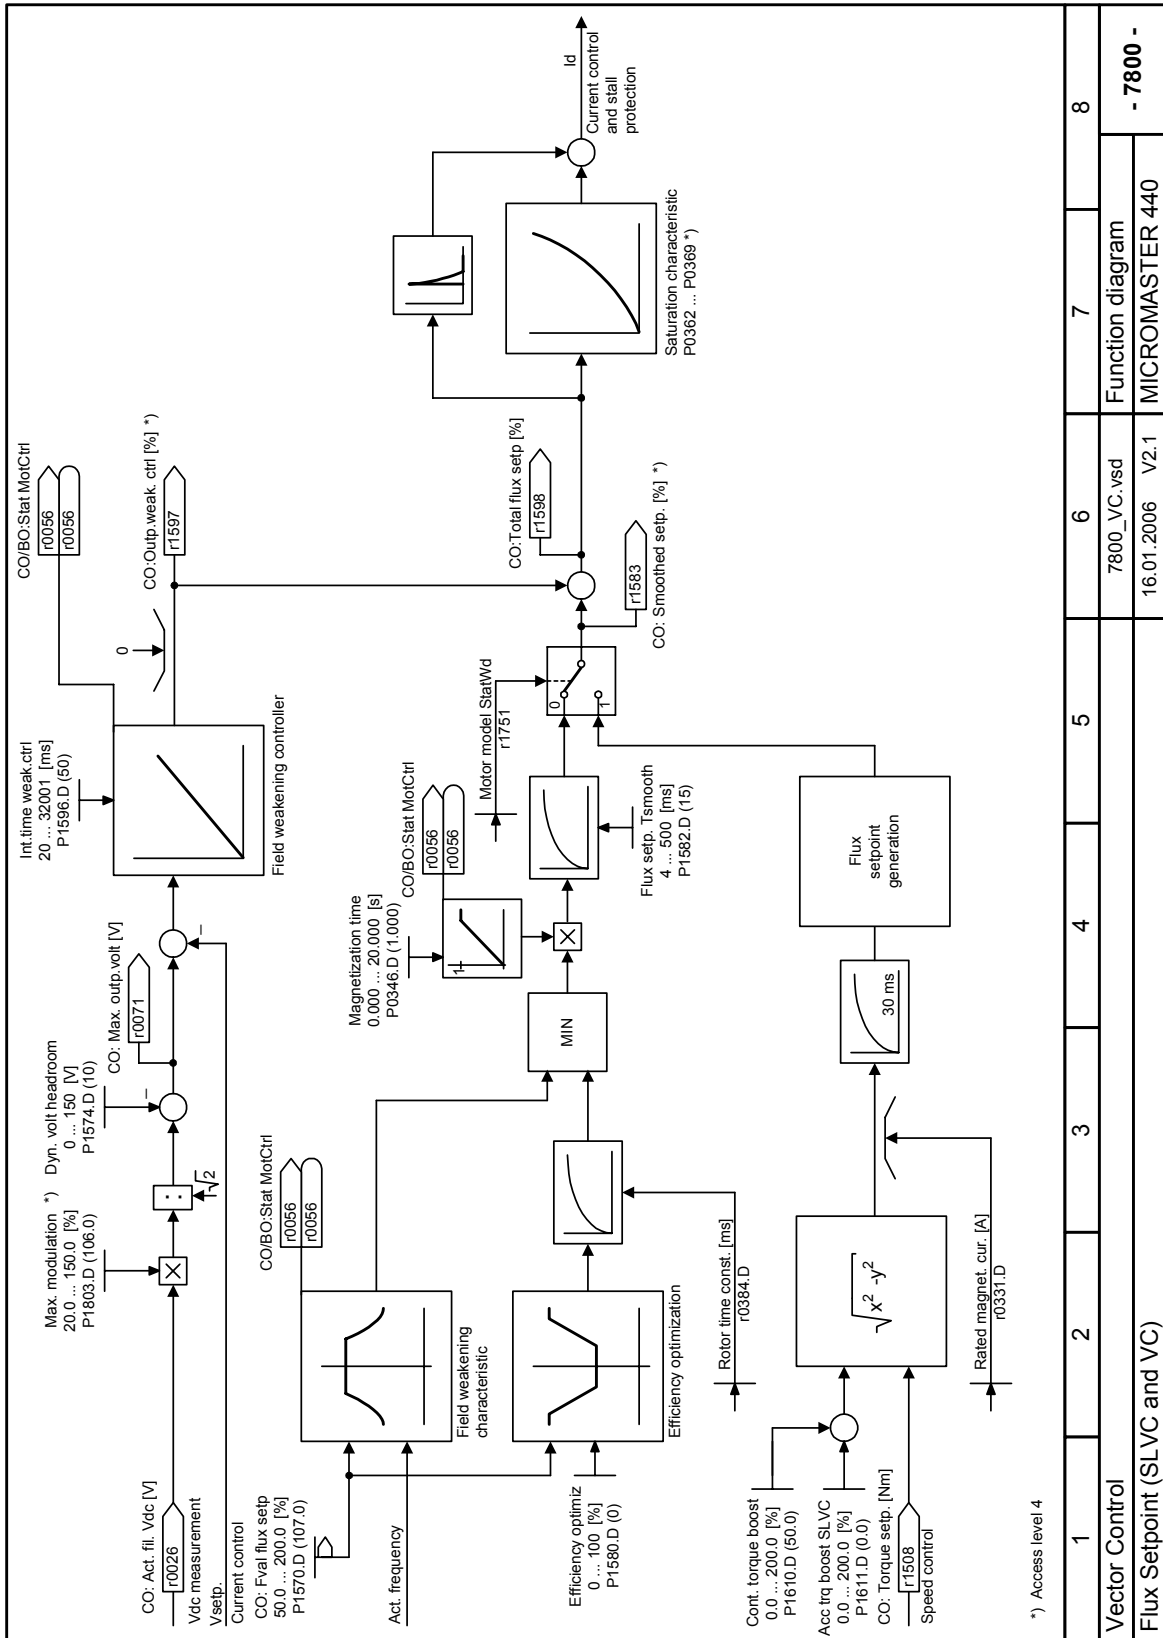 CO: Act. fil. Vdc [V]
r0026
Vdc measurement
Vsetp.
Current control
Max. modulation *)
20.0 ... 150.0 [%]
P1803.D (106.0)
√2
Dyn. volt headroom
0 ... 150 [V]
P1574.D (10)
CO: Max. outp.volt [V]
r0071
Int.time weak.ctrl
20 ... 32001 [ms]
P1596.D (50)
Field weakening controller
0
CO/BO:Stat MotCtrl
r0056
r0056
CO:Outp.weak. ctrl [%] *)
r1597
CO: Fval flux setp
50.0 ... 200.0 [%]
P1570.D (107.0)
Act. frequency
Field weakening
characteristic
CO/BO:Stat MotCtrl
r0056
r0056
Efficiency optimiz
0 ... 100 [%]
P1580.D (0)
Efficiency optimization
Rotor time const. [ms]
r0384.D
MIN
Magnetization time
0.000 ... 20.000 [s]
P0346.D (1.000)
1
CO/BO:Stat MotCtrl
r0056
r0056
Flux setp. Tsmooth
4 ... 500 [ms]
P1582.D (15)
Motor model StatWd
r1751
0
1
CO: Smoothed setp. [%] *)
r1583
CO:Total flux setp [%]
r1598
Saturation characteristic
P0362 ... P0369 *)
Id
Current control
and stall
protection
Cont. torque boost
0.0 ... 200.0 [%]
P1610.D (50.0)
Acc trq boost SLVC
0.0 ... 200.0 [%]
P1611.D (0.0)
CO: Torque setp. [Nm]
r1508
Speed control
√x² -y²
Rated magnet. cur. [A]
r0331.D
30 ms
Flux
setpoint
generation
*) Access level 4
1 2 3 4 5 6 7 8
Vector Control
7800_VC.vsd
Function diagram
- 7800 -
Flux Setpoint (SLVC and VC)
16.01.2006 V2.1
MICROMASTER 440